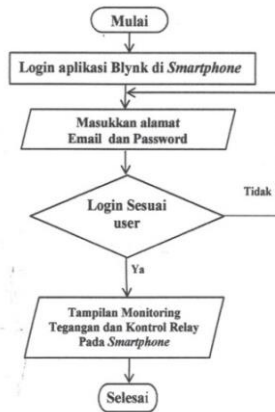 Mulai
Login aplikasi Blynk di Smartphone
Masukkan alamat
Email dan Password
Login Sesuai
user
Tidak
Ya
Tampilan Monitoring
Tegangan dan Kontrol Relay
Pada Smartphone
Selesai